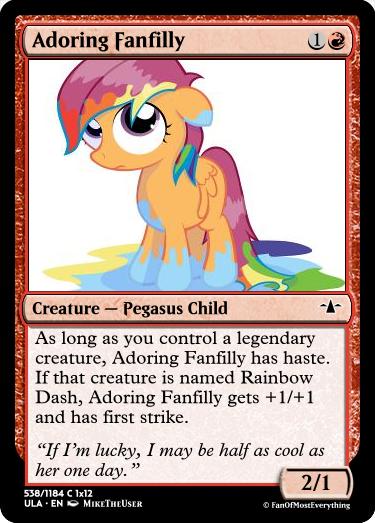 Adoring Fanfilly 1
Creature — Pegasus Child
As long as you control a legendary
creature, Adoring Fanfilly has haste.
If that creature is named Rainbow
Dash, Adoring Fanfilly gets +1/+1
and has first strike.
“If I'm lucky, I may be half as cool as
her one day.”
2/1
538/1184 C 1x12
ULA • EN MikeTheUser
© FanOfMostEverything